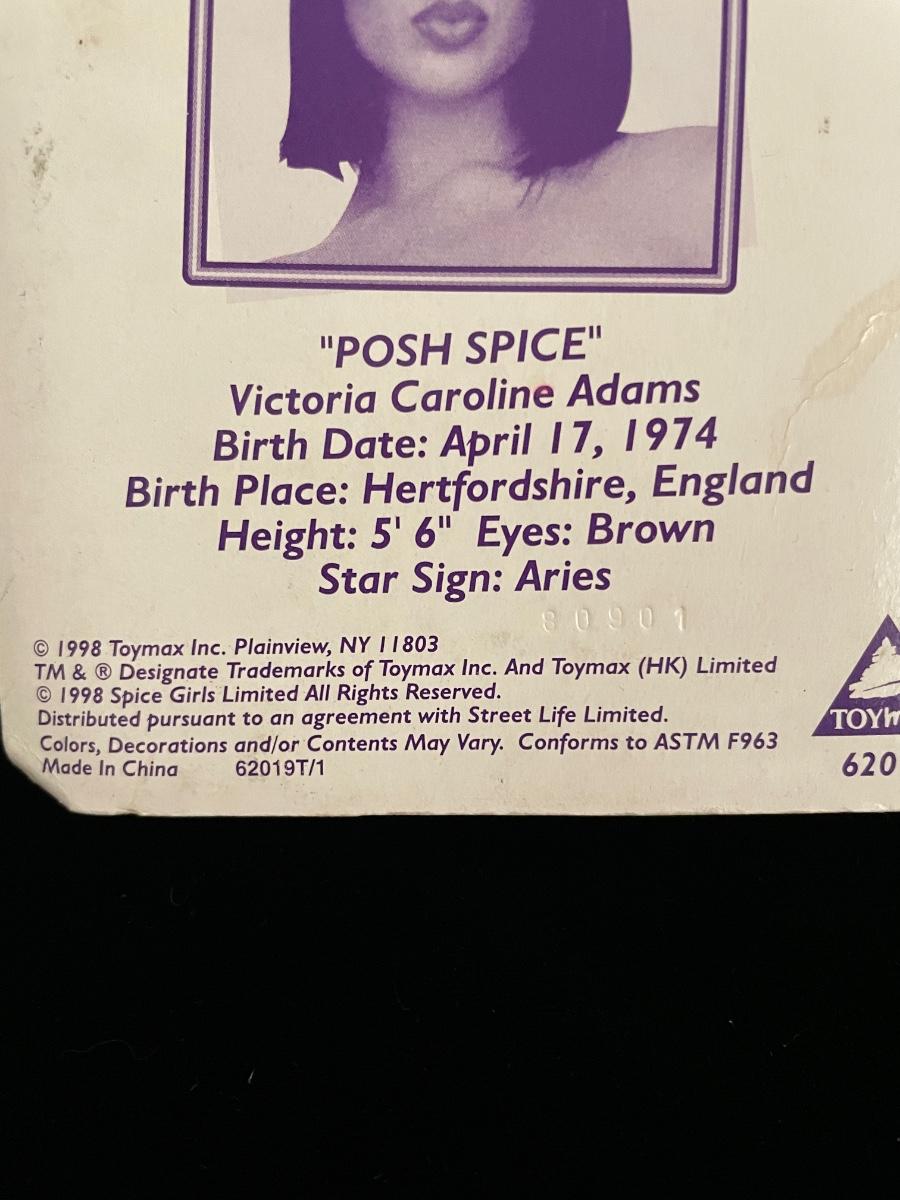 "POSH SPICE"
Victoria Caroline Adams
Birth Date: April 17, 1974
Birth Place: Hertfordshire, England
Height: 5' 6" Eyes: Brown
Star Sign: Aries
80901
© 1998 Toymax Inc. Plainview, NY 11803
TM & ® Designate Trademarks of Toymax Inc. And Toymax (HK) Limited
© 1998 Spice Girls Limited All Rights Reserved.
Distributed pursuant to an agreement with Street Life Limited.
Colors, Decorations and/or Contents May Vary. Conforms to ASTM F963
Made In China 62019T/1
TOYM
620